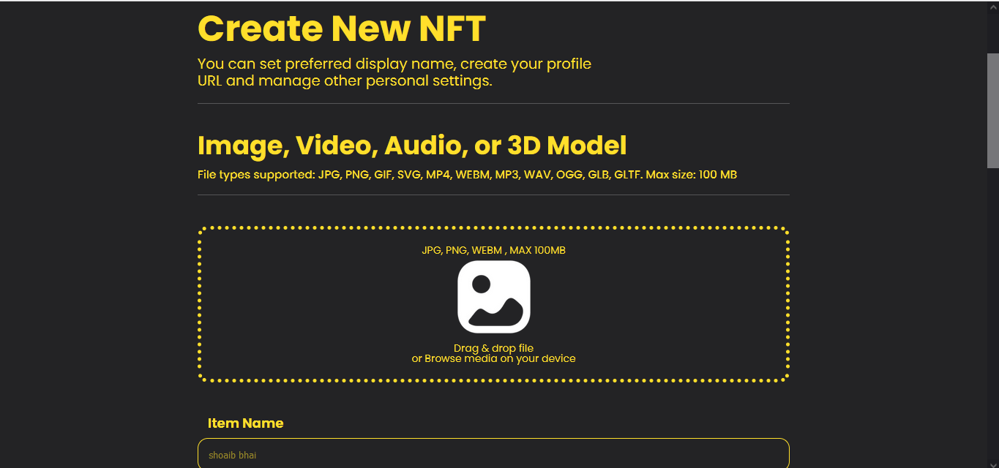 Create New NFT
You can set preferred display name, create your profile
URL and manage other personal settings.
Image, Video, Audio, or 3D Model
File types supported: JPG, PNG, GIF, SVG, MP4, WEBM, MP3, WAV, OGG, GLB, GLTF. Max size: 100 MB
JPG, PNG, WEBM , MAX 100MB
Drag & drop file
or Browse media on your device
Item Name
shoaib bhai